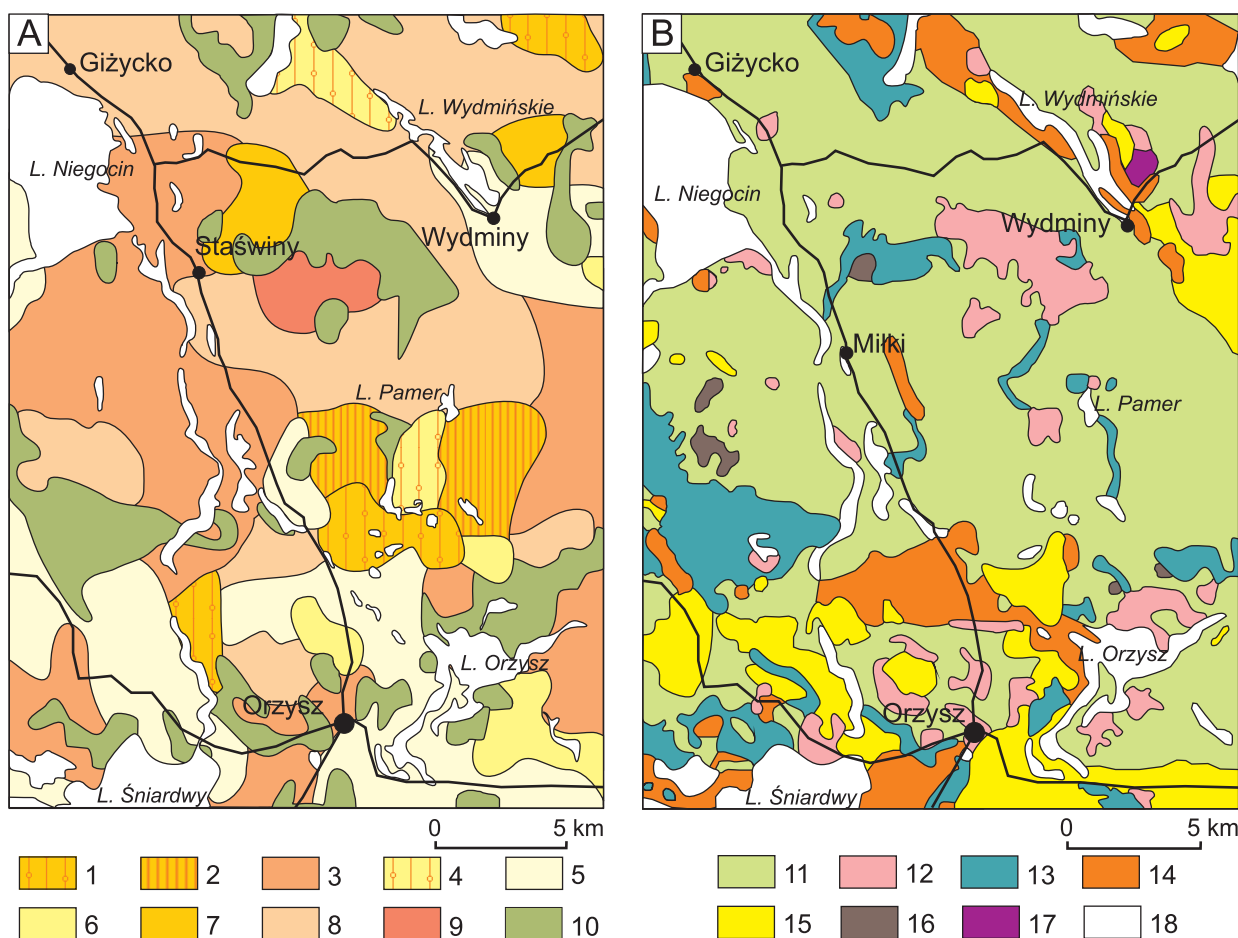 A
Giżycko
L. Wydmińskie
L. Niegocin
Wydminy
Staświny
L. Pamer
L. Orzysz
Orzysz
L. Śniardwy
0 5 km
1 2 3 4 5
6 7 8 9 10
B
Giżycko
L. Wydmińskie
L. Niegocin
Wydminy
Miłki
L. Pamer
L. Orzysz
Orzysz
L. Śniardwy
0 5 km
11 12 13 14
15 16 17 18